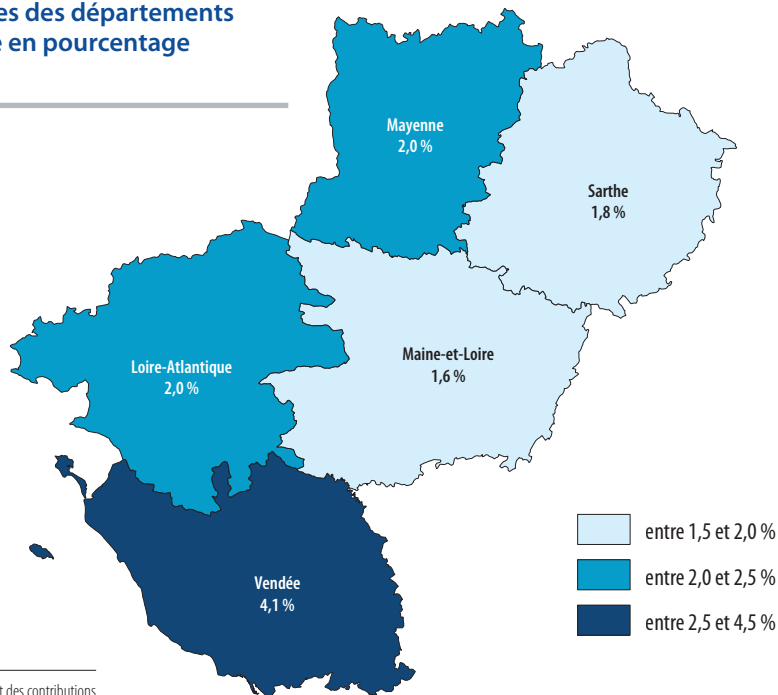 es des départements
en pourcentage
Mayenne
2,0 %
Sarthe
1,8 %
Loire-Atlantique
2,0 %
Maine-et-Loire
1,6 %
Vendée
4,1 %
entre 1,5 et 2,0 %
entre 2,0 et 2,5 %
entre 2,5 et 4,5 %
t des contributions